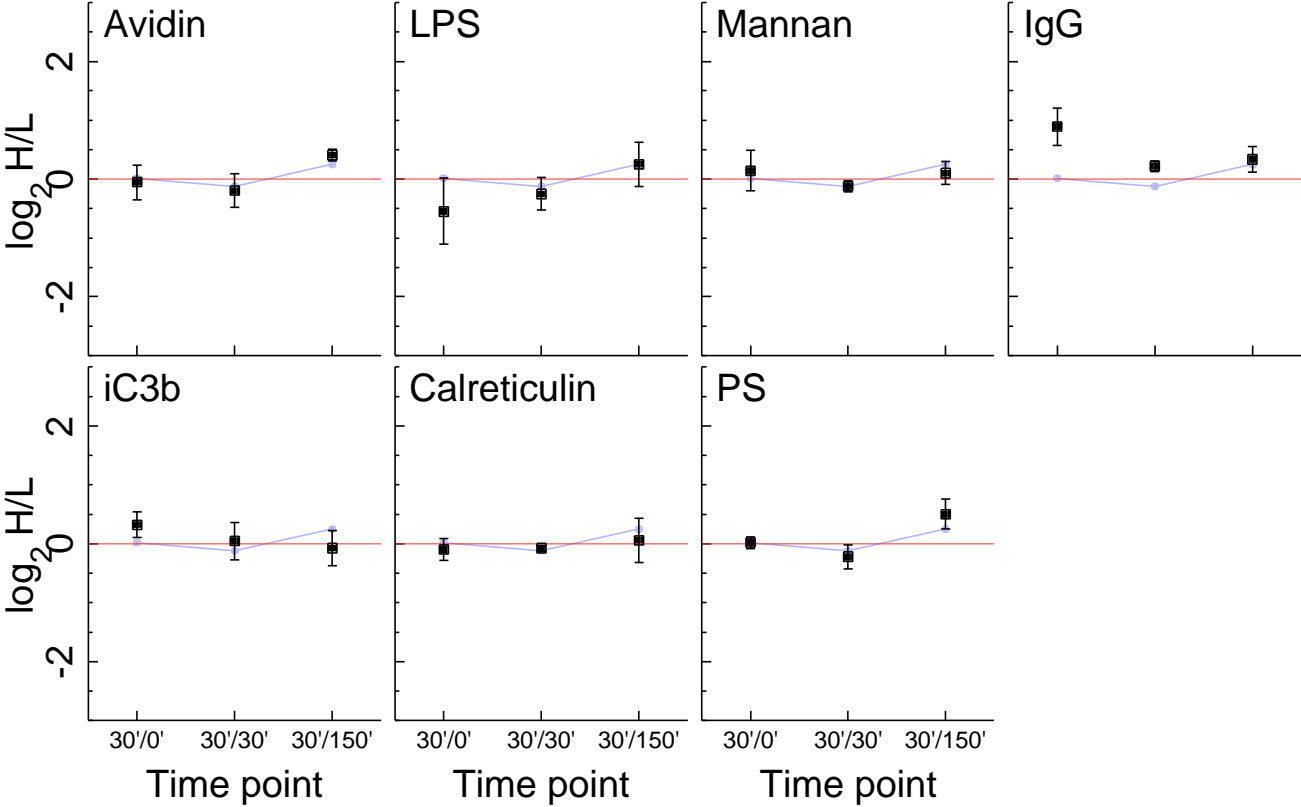 Avidin LPS Mannan IgG
log2 H/L
2
0
-2
iC3b Calreticulin PS
log2 H/L
2
0
-2
30'/0' 30'/30' 30'/150' 30'/0' 30'/30' 30'/150' 30'/0' 30'/30' 30'/150'
Time point Time point Time point